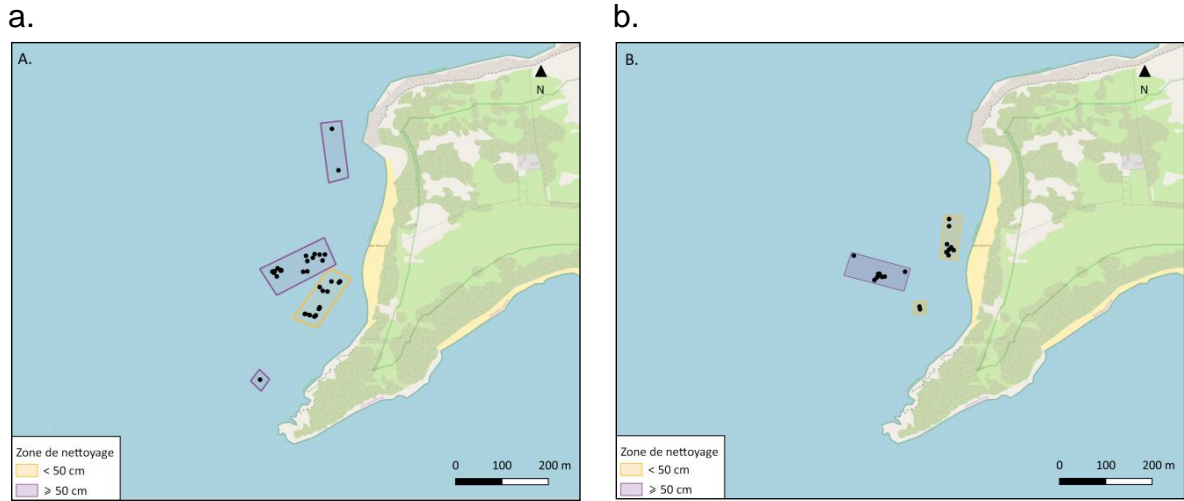 a.
b.
A.
N
Zone de nettoyage
< 50 cm
⩾ 50 cm
0 100 200 m
B.
N
Zone de nettoyage
< 50 cm
⩾ 50 cm
0 100 200 m